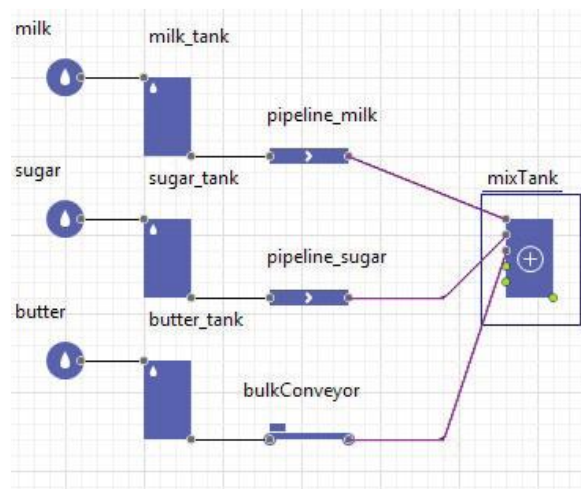 milk
milk_tank
pipeline_milk
sugar
sugar_tank
mixTank
pipeline_sugar
butter
butter_tank
bulkConveyor